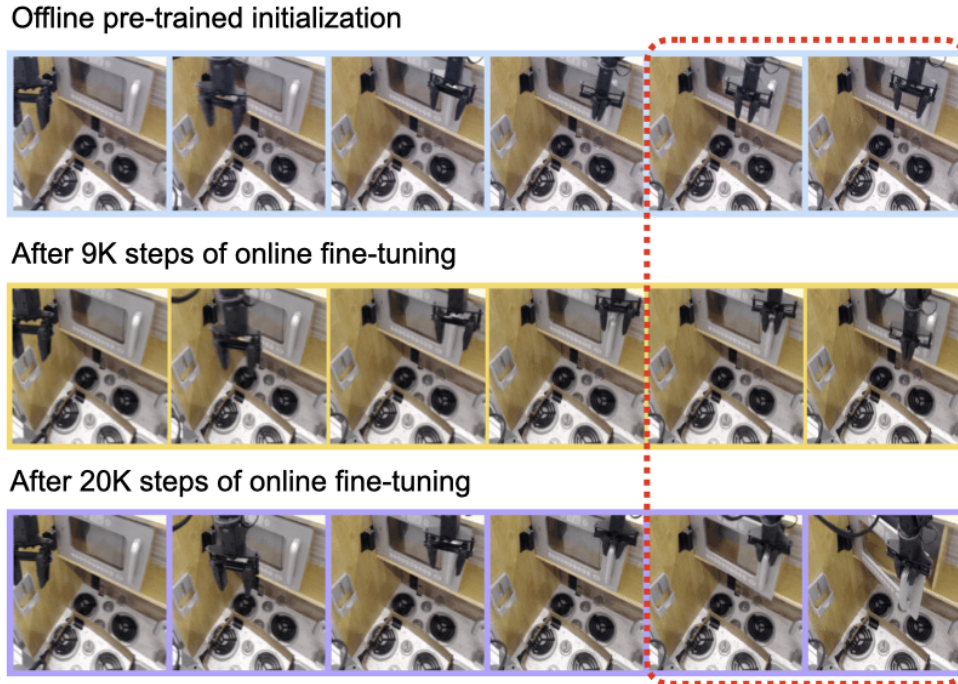 Offline pre-trained initialization
After 9K steps of online fine-tuning
After 20K steps of online fine-tuning